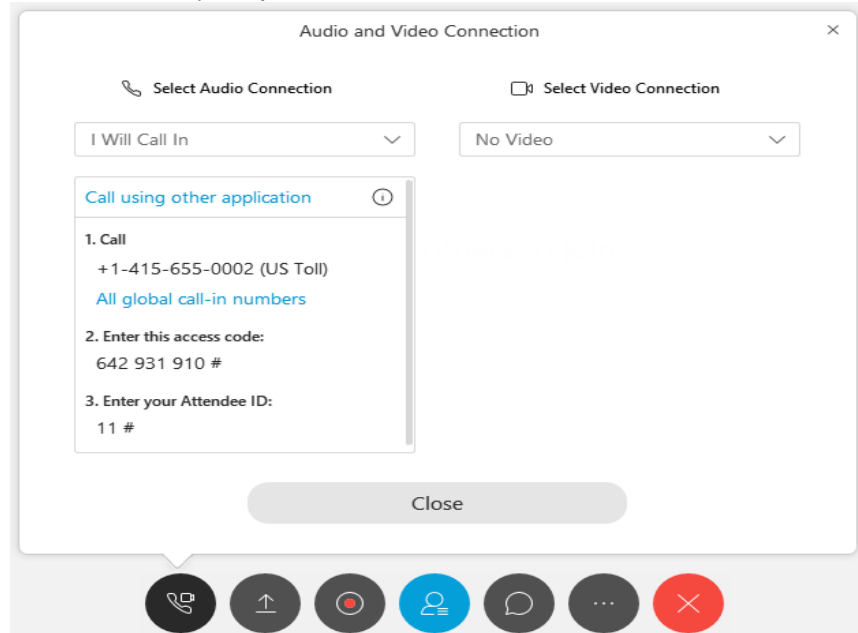 Audio and Video Connection
Select Audio Connection
Select Video Connection
I Will Call In
No Video
Call using other application
1. Call
+1-415-655-0002 (US Toll)
All global call-in numbers
2. Enter this access code:
642 931 910 #
3. Enter your Attendee ID:
11 #
Close